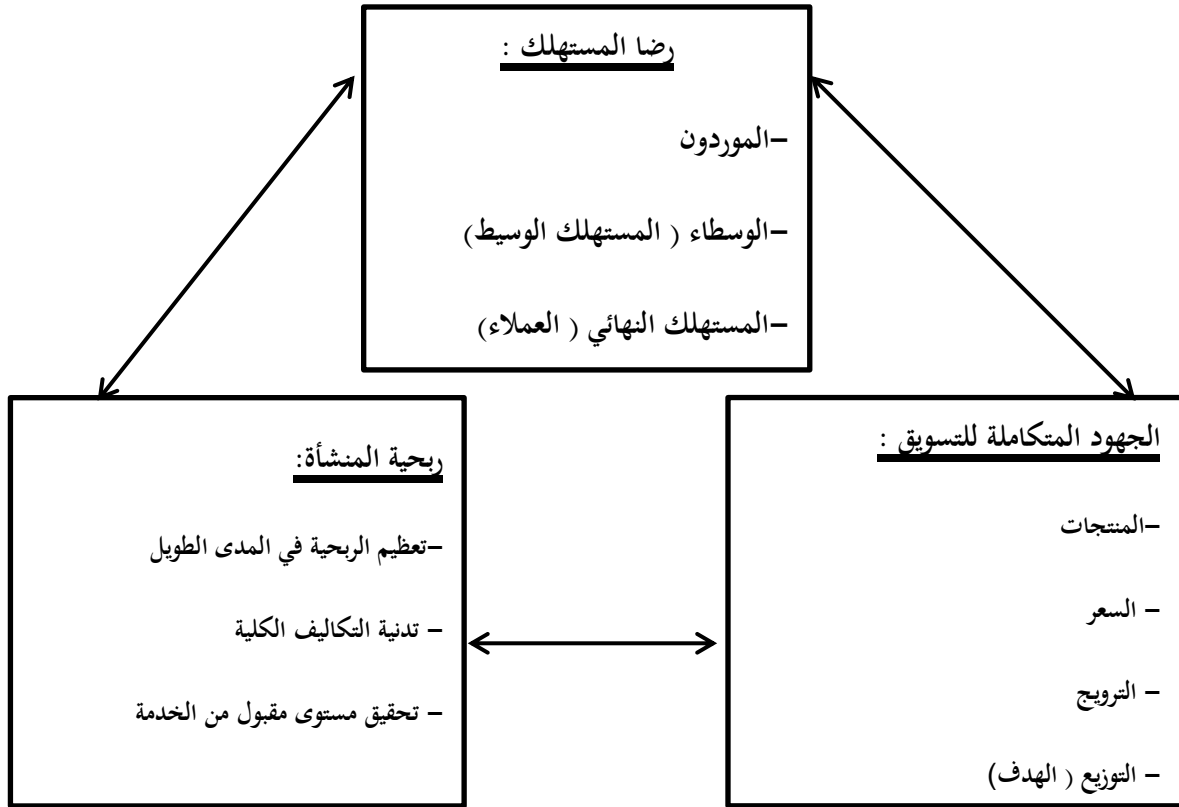 رضا المستهلك :
-الموردون
-الوسطاء ( المستهلك الوسيط)
-المستهلك النهائي ( العملاء)
الجهود المتكاملة للتسويق :
-المنتجات
- السعر
- الترويج
- التوزيع ( الهدف)
ربحية المنشأة:
-تعظيم الربحية في المدى الطويل
- تدنية التكاليف الكلية
- تحقيق مستوى مقبول من الخدمة